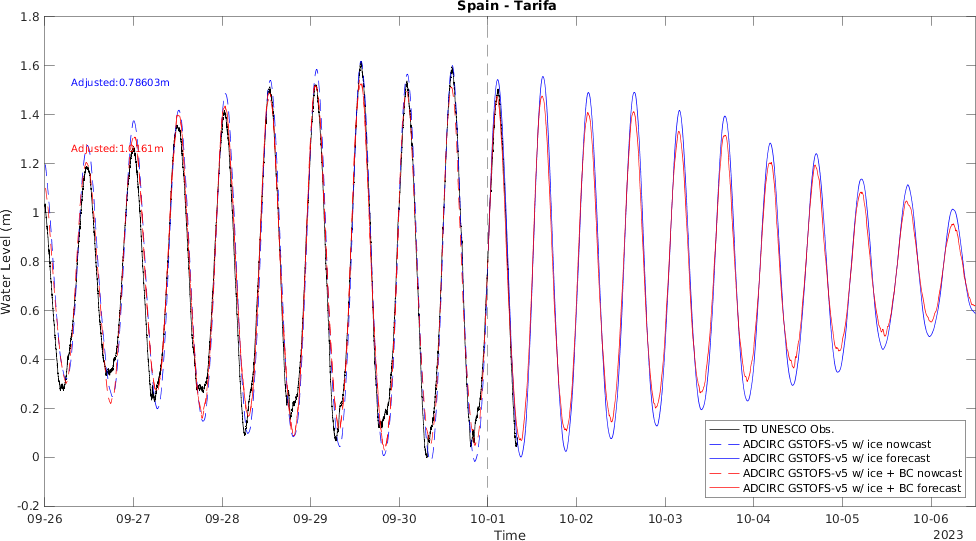 Spain - Tarifa
1.8
1.6
1.4
1.2
1
0.8
0.6
0.4
0.2
0
-0.2
Water Level (m)
Adjusted:0.78603m
TD UNESCO Obs.
ADCIRC GSTOFS-v5 w/ ice nowcast
ADCIRC GSTOFS-v5 w/ ice forecast
ADCIRC GSTOFS-v5 w/ ice + BC nowcast
ADCIRC GSTOFS-v5 w/ ice + BC forecast
09-26
09-27
09-28
09-29
09-30
10-01
10-02
10-03
10-04
10-05
10-06
Time
2023